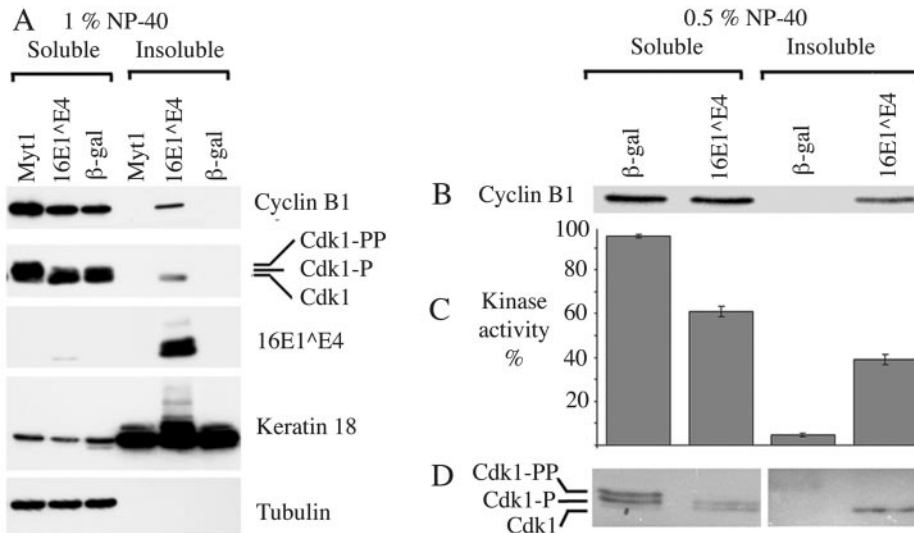 A 1 % NP-40
Soluble Insoluble
Myt1 16E1^E4 β-gal Myt1 16E1^E4 β-gal
Cyclin B1
Cdk1-PP
Cdk1-P
Cdk1
16E1^E4
Keratin 18
Tubulin
0.5 % NP-40
Soluble Insoluble
β-gal 16E1^E4 β-gal 16E1^E4
B Cyclin B1
C Kinase
activity
%
100
80
60
40
20
D Cdk1-PP
Cdk1-P
Cdk1